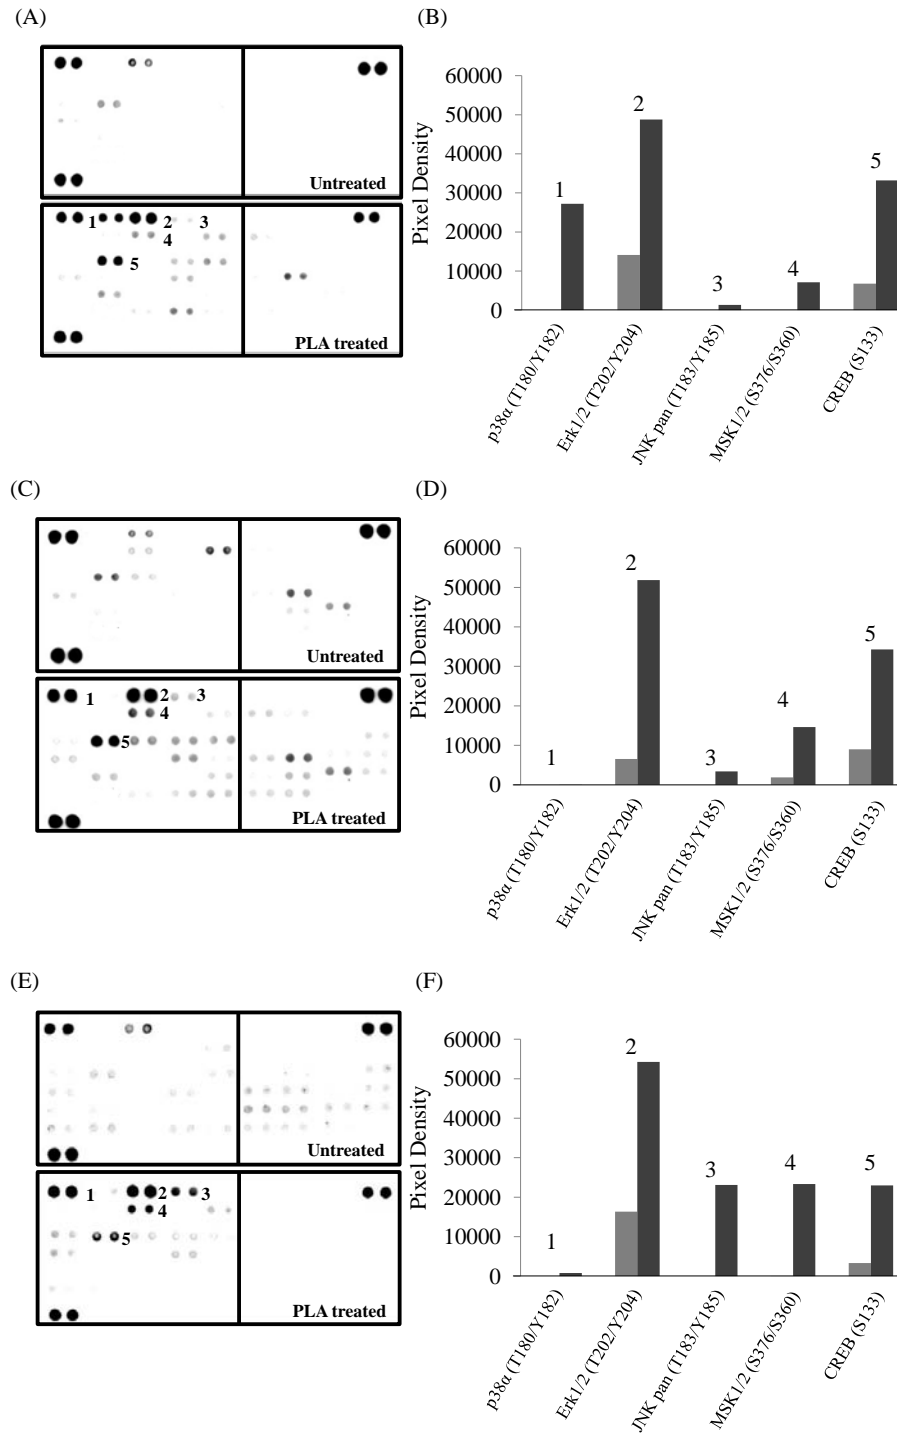 (A)
Untreated
1
2
3
4
5
PLA treated
(B)
Pixel Density
60000
50000
40000
30000
20000
10000
0
1
2
3
4
5
p38α (T180/Y182)
Erk1/2 (T202/Y204)
JNK pan (T183/Y185)
MSK1/2 (S376/S360)
CREB (S133)
(C)
Untreated
1
2
3
4
5
PLA treated
(D)
Pixel Density
60000
50000
40000
30000
20000
10000
0
1
2
3
4
5
p38α (T180/Y182)
Erk1/2 (T202/Y204)
JNK pan (T183/Y185)
MSK1/2 (S376/S360)
CREB (S133)
(E)
Untreated
1
2
3
4
5
PLA treated
(F)
Pixel Density
60000
50000
40000
30000
20000
10000
0
1
2
3
4
5
p38α (T180/Y182)
Erk1/2 (T202/Y204)
JNK pan (T183/Y185)
MSK1/2 (S376/S360)
CREB (S133)